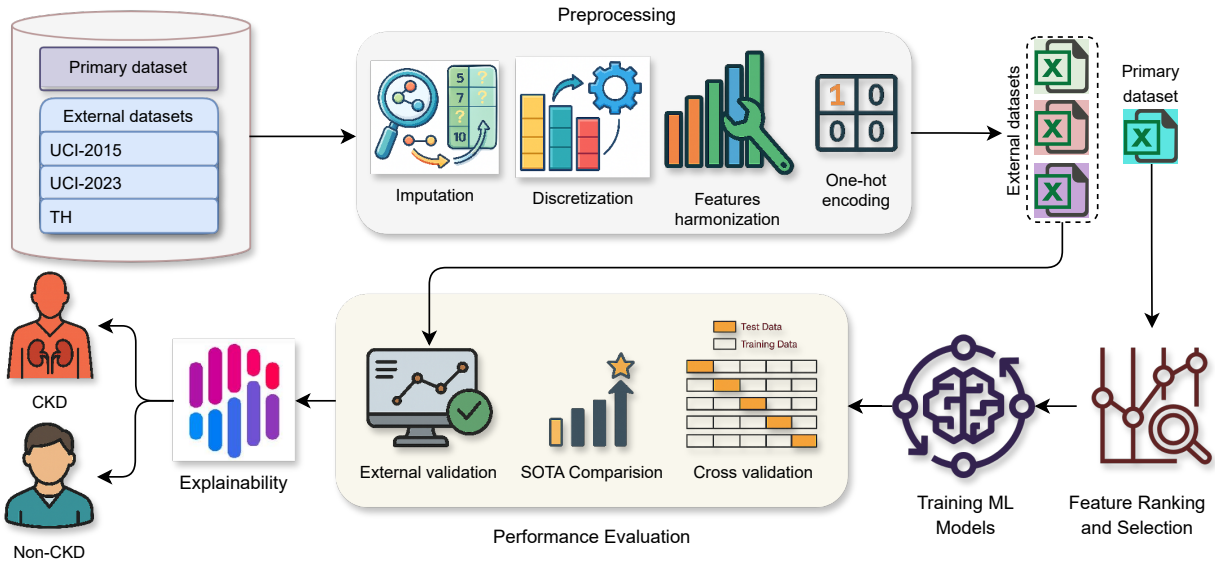 Preprocessing
Primary dataset
External datasets
UCI-2015
UCI-2023
TH
5 ?
7 ?
?
10
Imputation
Discretization
Features
harmonization
1 0
0 0
One-hot
encoding
External datasets
X
X
X
Primary
dataset
X
CKD
Non-CKD
Explainability
External validation
SOTA Comparision
Test Data
Training Data
Cross validation
Performance Evaluation
Training ML
Models
Feature Ranking
and Selection